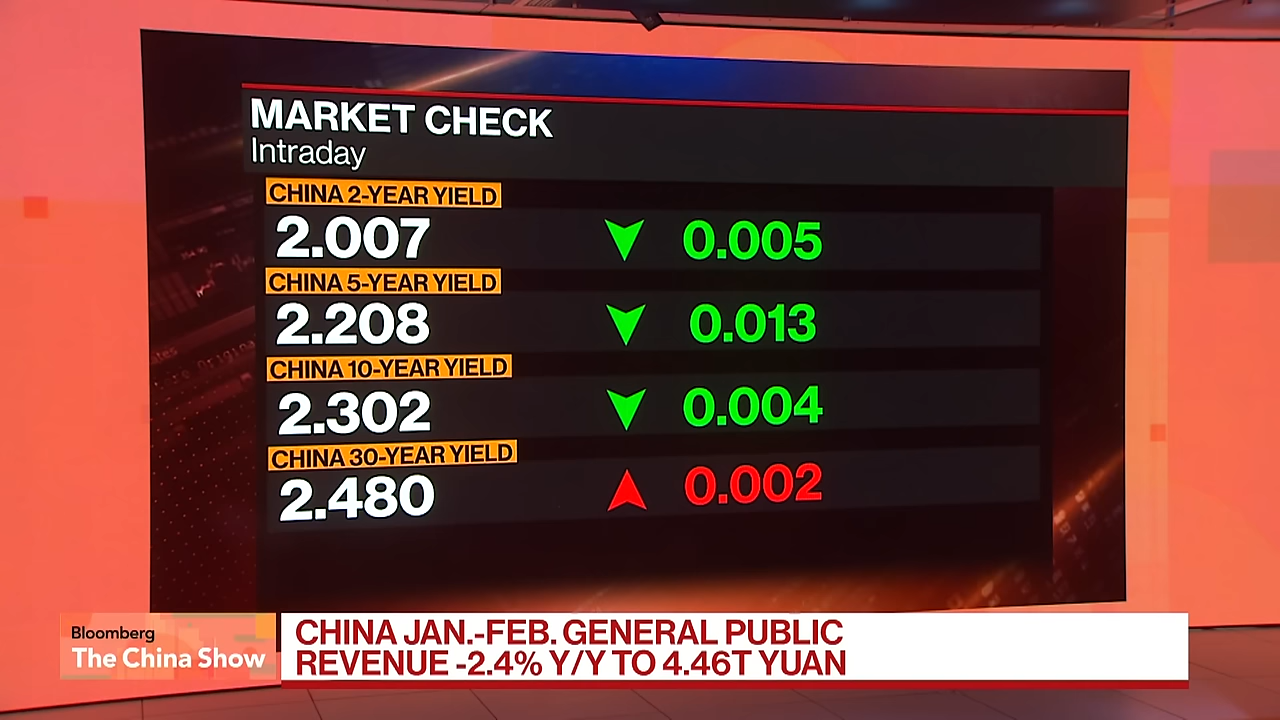 MARKET CHECK
Intraday
CHINA 2-YEAR YIELD
2.007 ▼ 0.005
CHINA 5-YEAR YIELD
2.208 ▼ 0.013
CHINA 10-YEAR YIELD
2.302 ▼ 0.004
CHINA 30-YEAR YIELD
2.480 ▲ 0.002
Bloomberg
The China Show
CHINA JAN.-FEB. GENERAL PUBLIC
REVENUE -2.4% Y/Y TO 4.46T YUAN